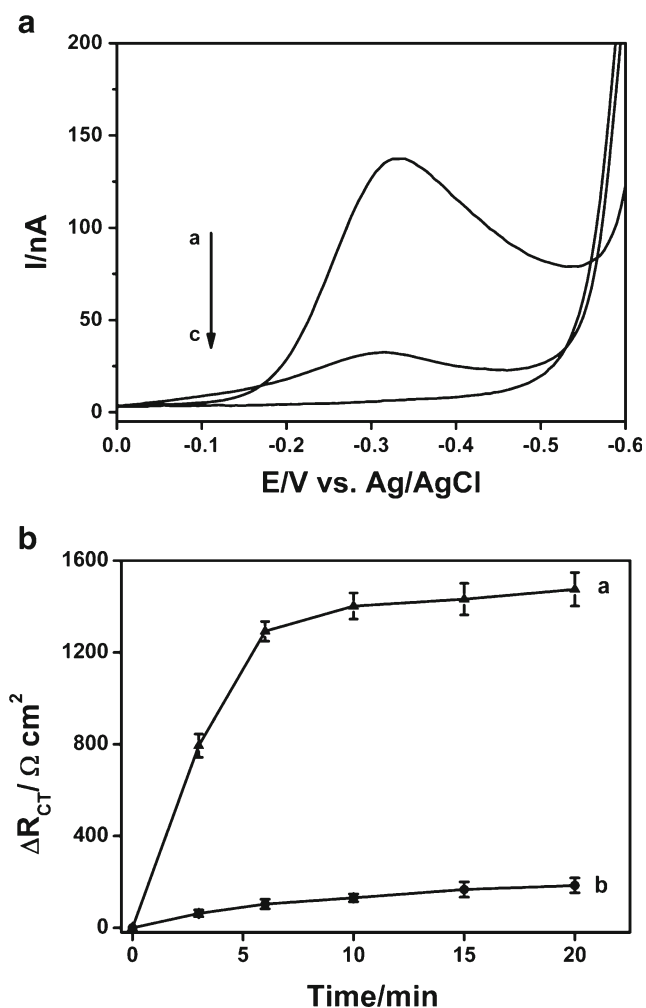 a
200
150
100
50
0
I/nA
a
c
0.0 -0.1 -0.2 -0.3 -0.4 -0.5 -0.6
E/V vs. Ag/AgCl
b
1600
1200
800
400
0
ΔR_CT/ Ω cm²
a
b
0 5 10 15 20
Time/min